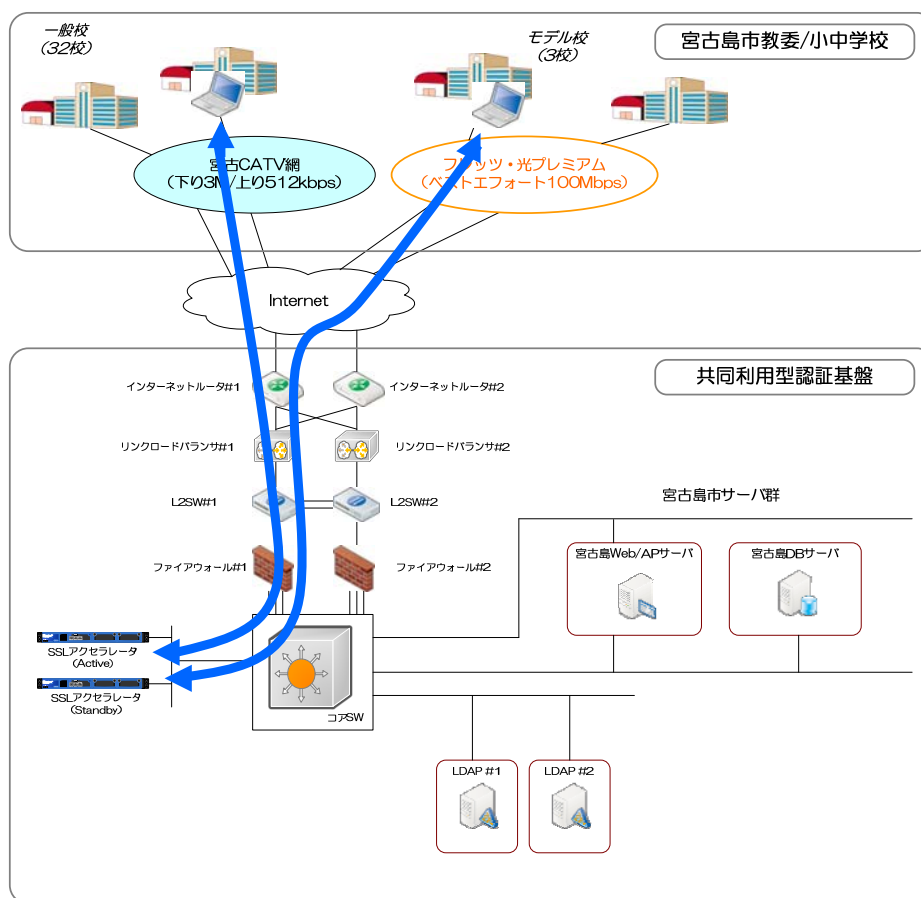 一般校
(32校)
モデル校
(3校)
宮古島市教委/小中学校
宮古CATV網
(下り3M/上り512kbps)
フレッツ・光プレミアム
(ベストエフォート100Mbps)
Internet
共同利用型認証基盤
インターネットルータ#1
インターネットルータ#2
リンクロードバランサ#1
リンクロードバランサ#2
L2SW#1
L2SW#2
宮古島市サーバ群
ファイアウォール#1
ファイアウォール#2
宮古島Web/APサーバ
宮古島DBサーバ
SSLアクセラレータ
(Active)
SSLアクセラレータ
(Standby)
コアSW
LDAP #1
LDAP #2